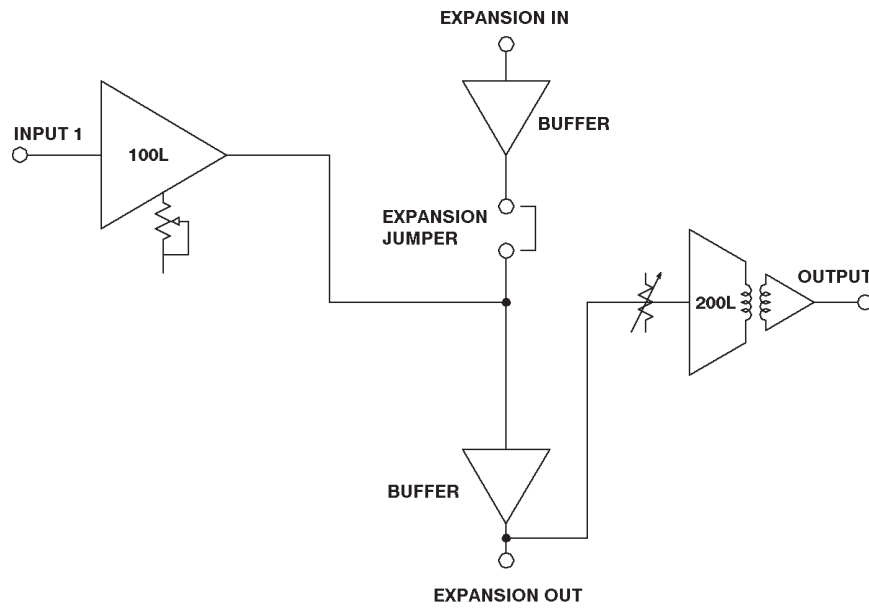 EXPANSION IN
BUFFER
INPUT 1
100L
EXPANSION
JUMPER
OUTPUT
200L
BUFFER
EXPANSION OUT